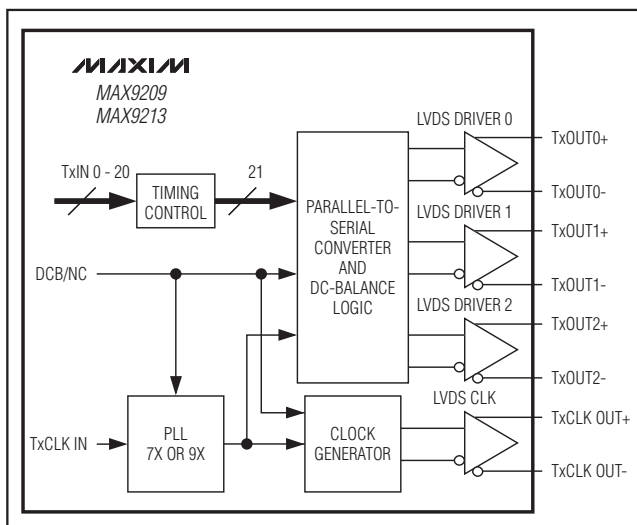 MAXIM
MAX9209
MAX9213
LVDS DRIVER 0
TxOUT0+
TxIN 0 - 20
21
TIMING
CONTROL
TxOUT0-
PARALLEL-TO-
SERIAL
CONVERTER
AND
DC-BALANCE
LOGIC
LVDS DRIVER 1
TxOUT1+
DCB/NC
TxOUT1-
LVDS DRIVER 2
TxOUT2+
TxOUT2-
LVDS CLK
TxCLK OUT+
TxCLK IN
PLL
7X OR 9X
CLOCK
GENERATOR
TxCLK OUT-